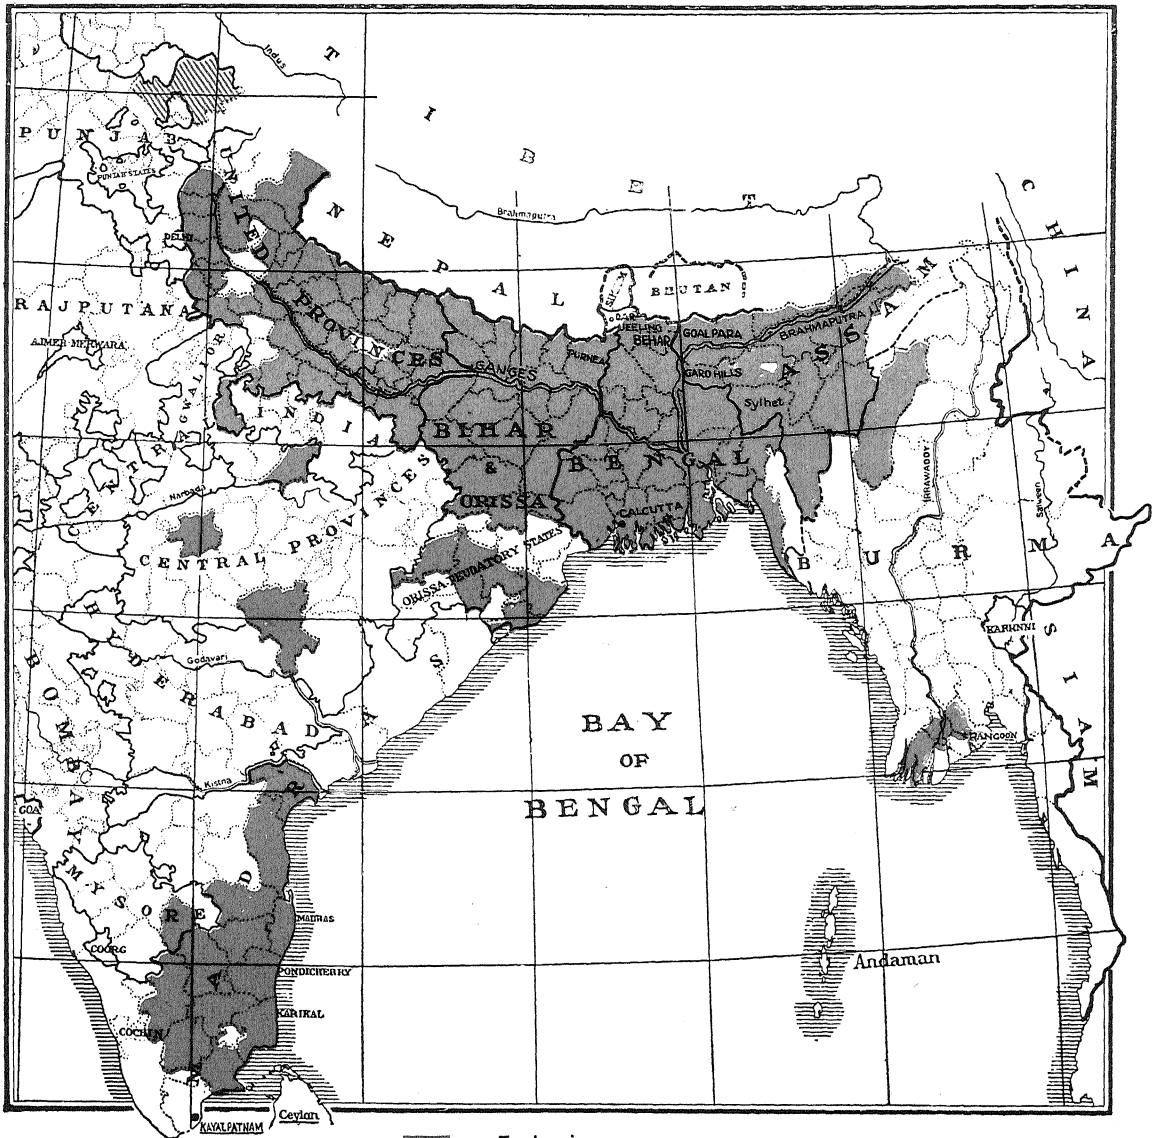 Indus
TIBET
CHINA
PUNJAB
PUNJAB STATES
UNITED PROVINCES
NEPAL
Brahmaputra
DELHI
BHUTAN
RAJPUTANA
AJMER-MERWARA
GWALIOR
GOALPARA
BRAHMAPUTRA
ASSAM
BEHAR
PURNEA
GANGES
GARO HILLS
Sylhet
CENTRAL INDIA
BIHAR
&
ORISSA
BENGAL
CALCUTTA
Narbada
CENTRAL PROVINCES
ORISSA FEUDATORY STATES
IRRAWADDY
Salween
BURMA
KARENNI
SIAM
RANGOON
BOMBAY
HYDERABAD
Godavari
Kistna
GOA
BAY
OF
BENGAL
MYSORE
MADRAS
COORG
MADRAS
PONDICHERRY
KARIKAL
COCHIN
Andaman
KAYALPATNAM
Ceylon